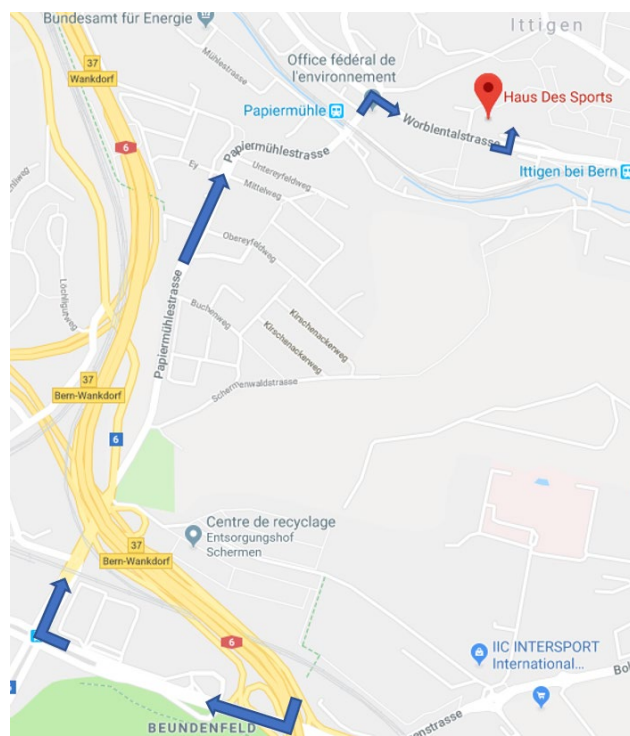 Bundesamt für Energie
Ittigen
37
Wankdorf
Mühlestrasse
Office fédéral de
l'environnement
Papiermühle
Haus Des Sports
Worblentalstrasse
6
Papiermühlestrasse
Ey
Untereyfeldweg
Mittelweg
Ittigen bei Bern
Obereyfeldweg
Löchligutweg
Papiermühlestrasse
Buchenweg
Kirschenackerweg
Kirschenackerweg
37
Bern-Wankdorf
Schermenwaldstrasse
6
Centre de recyclage
Entsorgungshof
Schermen
37
Bern-Wankdorf
6
IIC INTERSPORT
International...
Bol
BEUNDENFELD
enstrasse